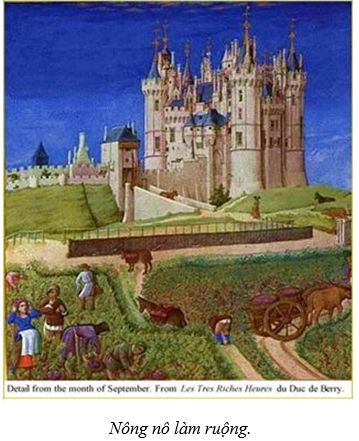 Detail from the month of September. From Les Tres Riches Heures du Duc de Berry.
Nông nô làm ruộng.